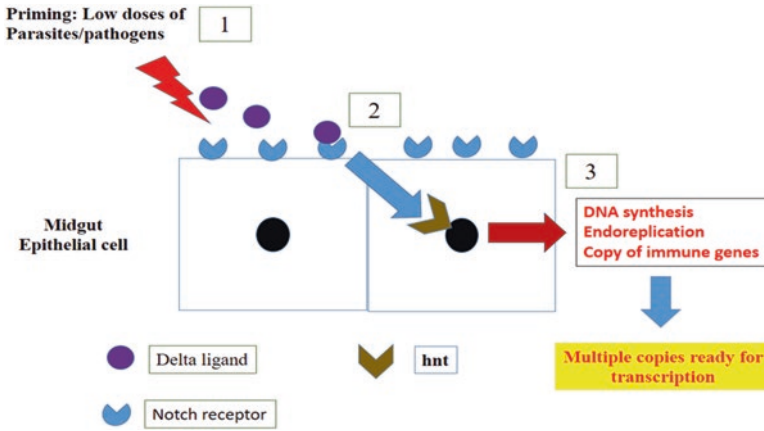 Priming: Low doses of
Parasites/pathogens
1
2
3
Midgut
Epithelial cell
DNA synthesis
Endoreplication
Copy of immune genes
Delta ligand
hnt
Multiple copies ready for
transcription
Notch receptor